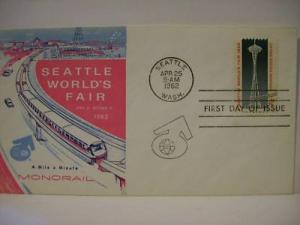 SEATTLE
WORLD'S
FAIR
1962
A Mile a Minute
MONORAIL
SEATTLE
APR 25
9-AM
1962
WASH.
FIRST DAY OF ISSUE